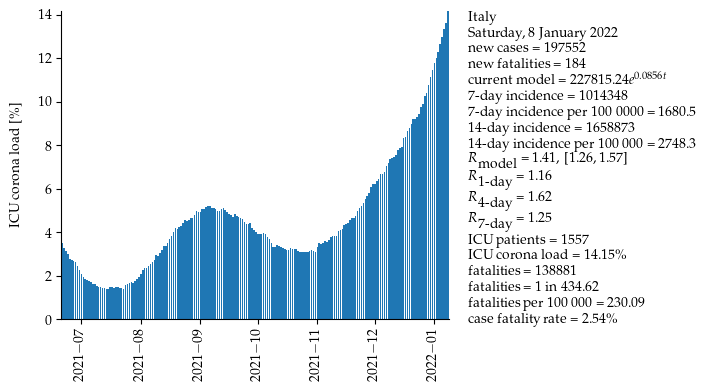 14
12
10
8
6
4
2
0
ICU corona load [%]
2021−07
2021−08
2021−09
2021−10
2021−11
2021−12
2022−01
Italy
Saturday, 8 January 2022
new cases = 197552
new fatalities = 184
current model = 227815.24e^0.0856t
7-day incidence = 1014348
7-day incidence per 100 0000 = 1680.5
14-day incidence = 1658873
14-day incidence per 100 000 = 2748.3
R_model = 1.41, [1.26, 1.57]
R_1-day = 1.16
R_4-day = 1.62
R_7-day = 1.25
ICU patients = 1557
ICU corona load = 14.15%
fatalities = 138881
fatalities = 1 in 434.62
fatalities per 100 000 = 230.09
case fatality rate = 2.54%